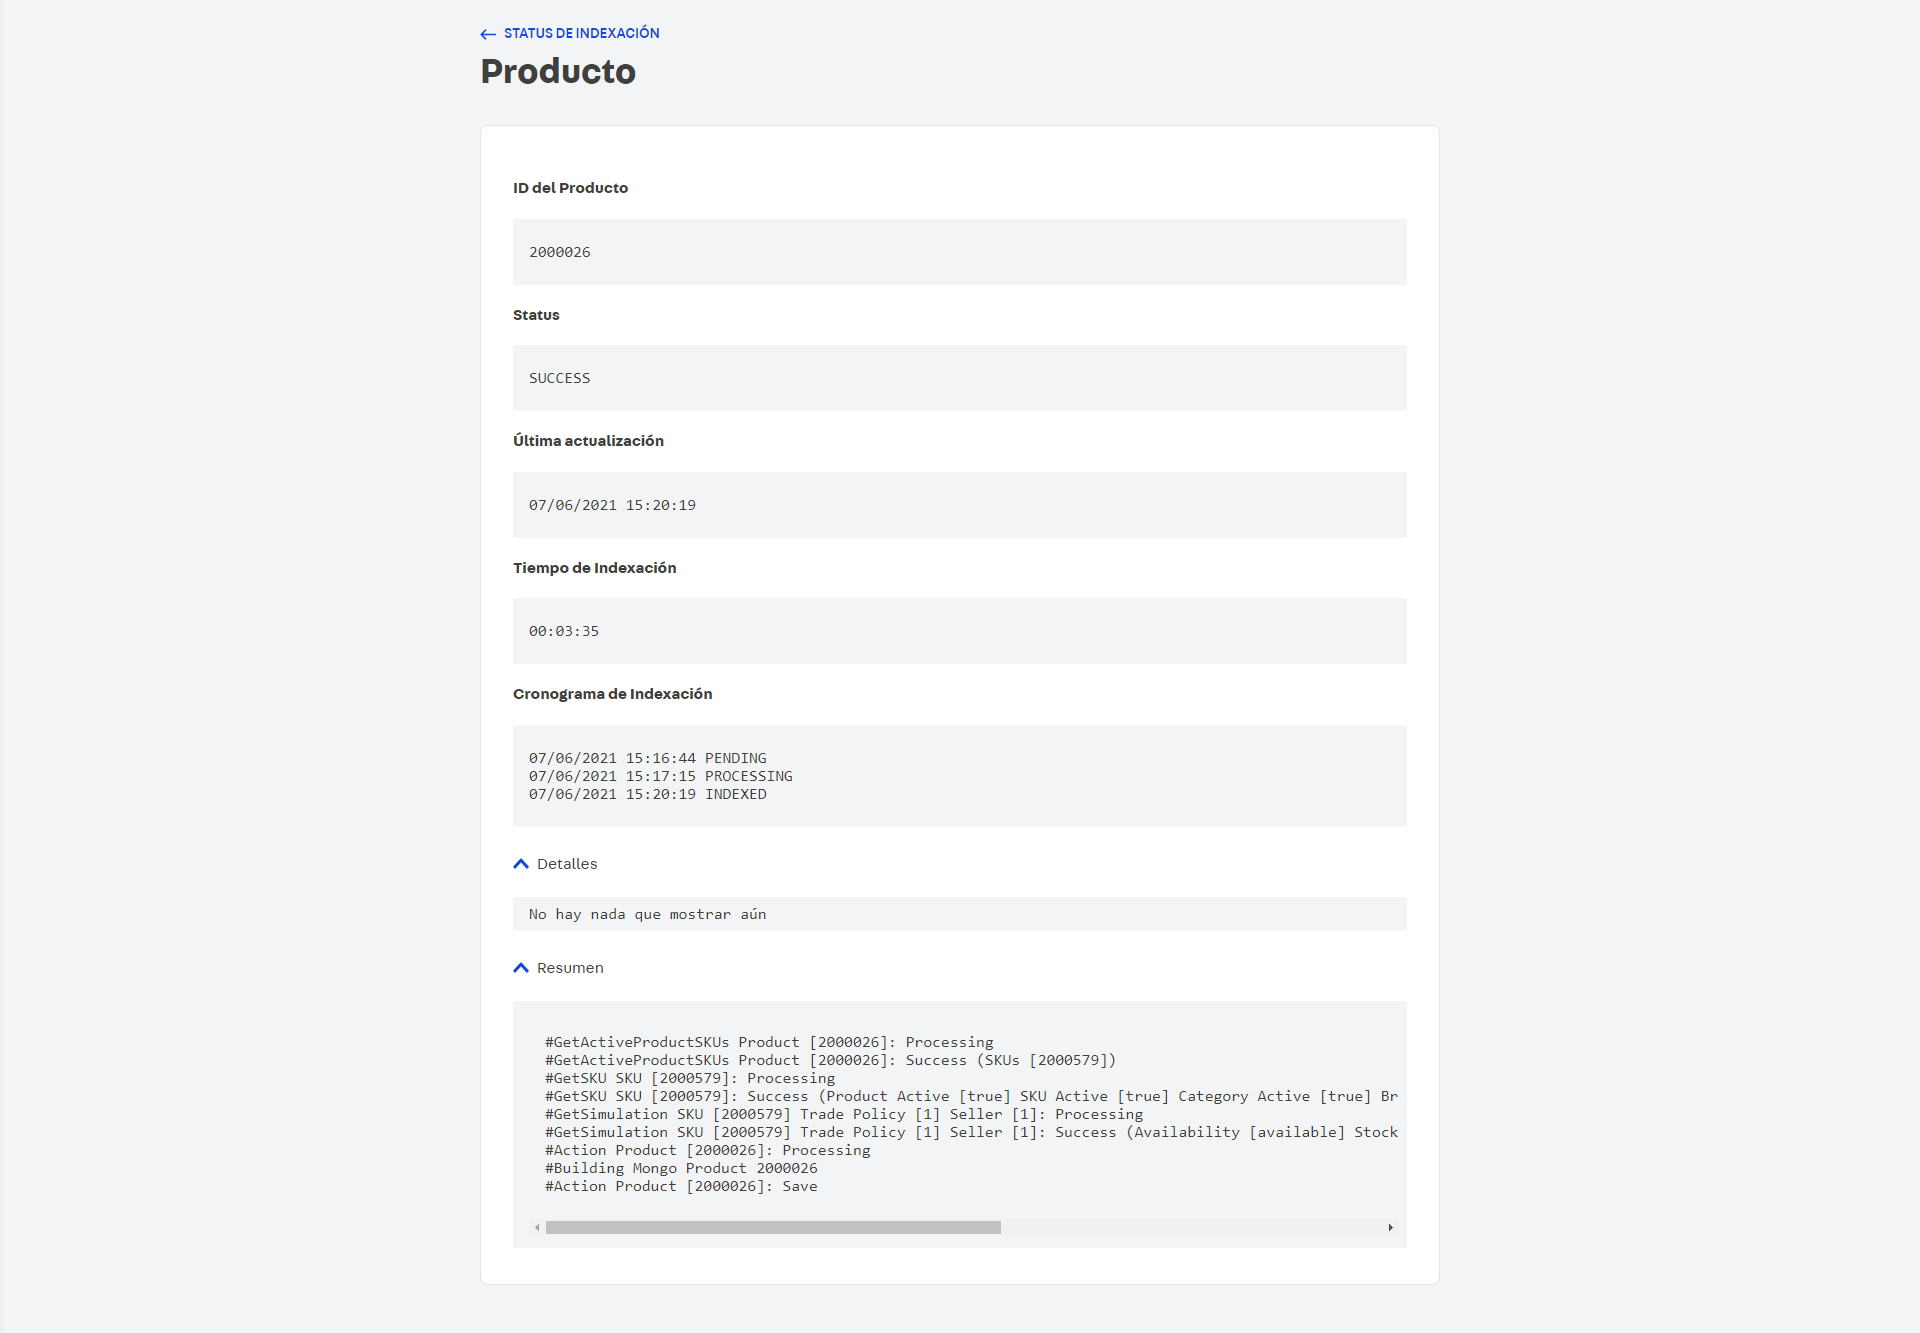 STATUS DE INDEXACIÓN
Producto
ID del Producto
2000026
Status
SUCCESS
Última actualización
07/06/2021 15:20:19
Tiempo de Indexación
00:03:35
Cronograma de Indexación
07/06/2021 15:16:44 PENDING
07/06/2021 15:17:15 PROCESSING
07/06/2021 15:20:19 INDEXED
Detalles
No hay nada que mostrar aún
Resumen
#GetActiveProductSKUs Product [2000026]: Processing
#GetActiveProductSKUs Product [2000026]: Success (SKUs [2000579])
#GetSKU SKU [2000579]: Processing
#GetSKU SKU [2000579]: Success (Product Active [true] SKU Active [true] Category Active [true] Br
#GetSimulation SKU [2000579] Trade Policy [1] Seller [1]: Processing
#GetSimulation SKU [2000579] Trade Policy [1] Seller [1]: Success (Availability [available] Stock
#Action Product [2000026]: Processing
#Building Mongo Product 2000026
#Action Product [2000026]: Save